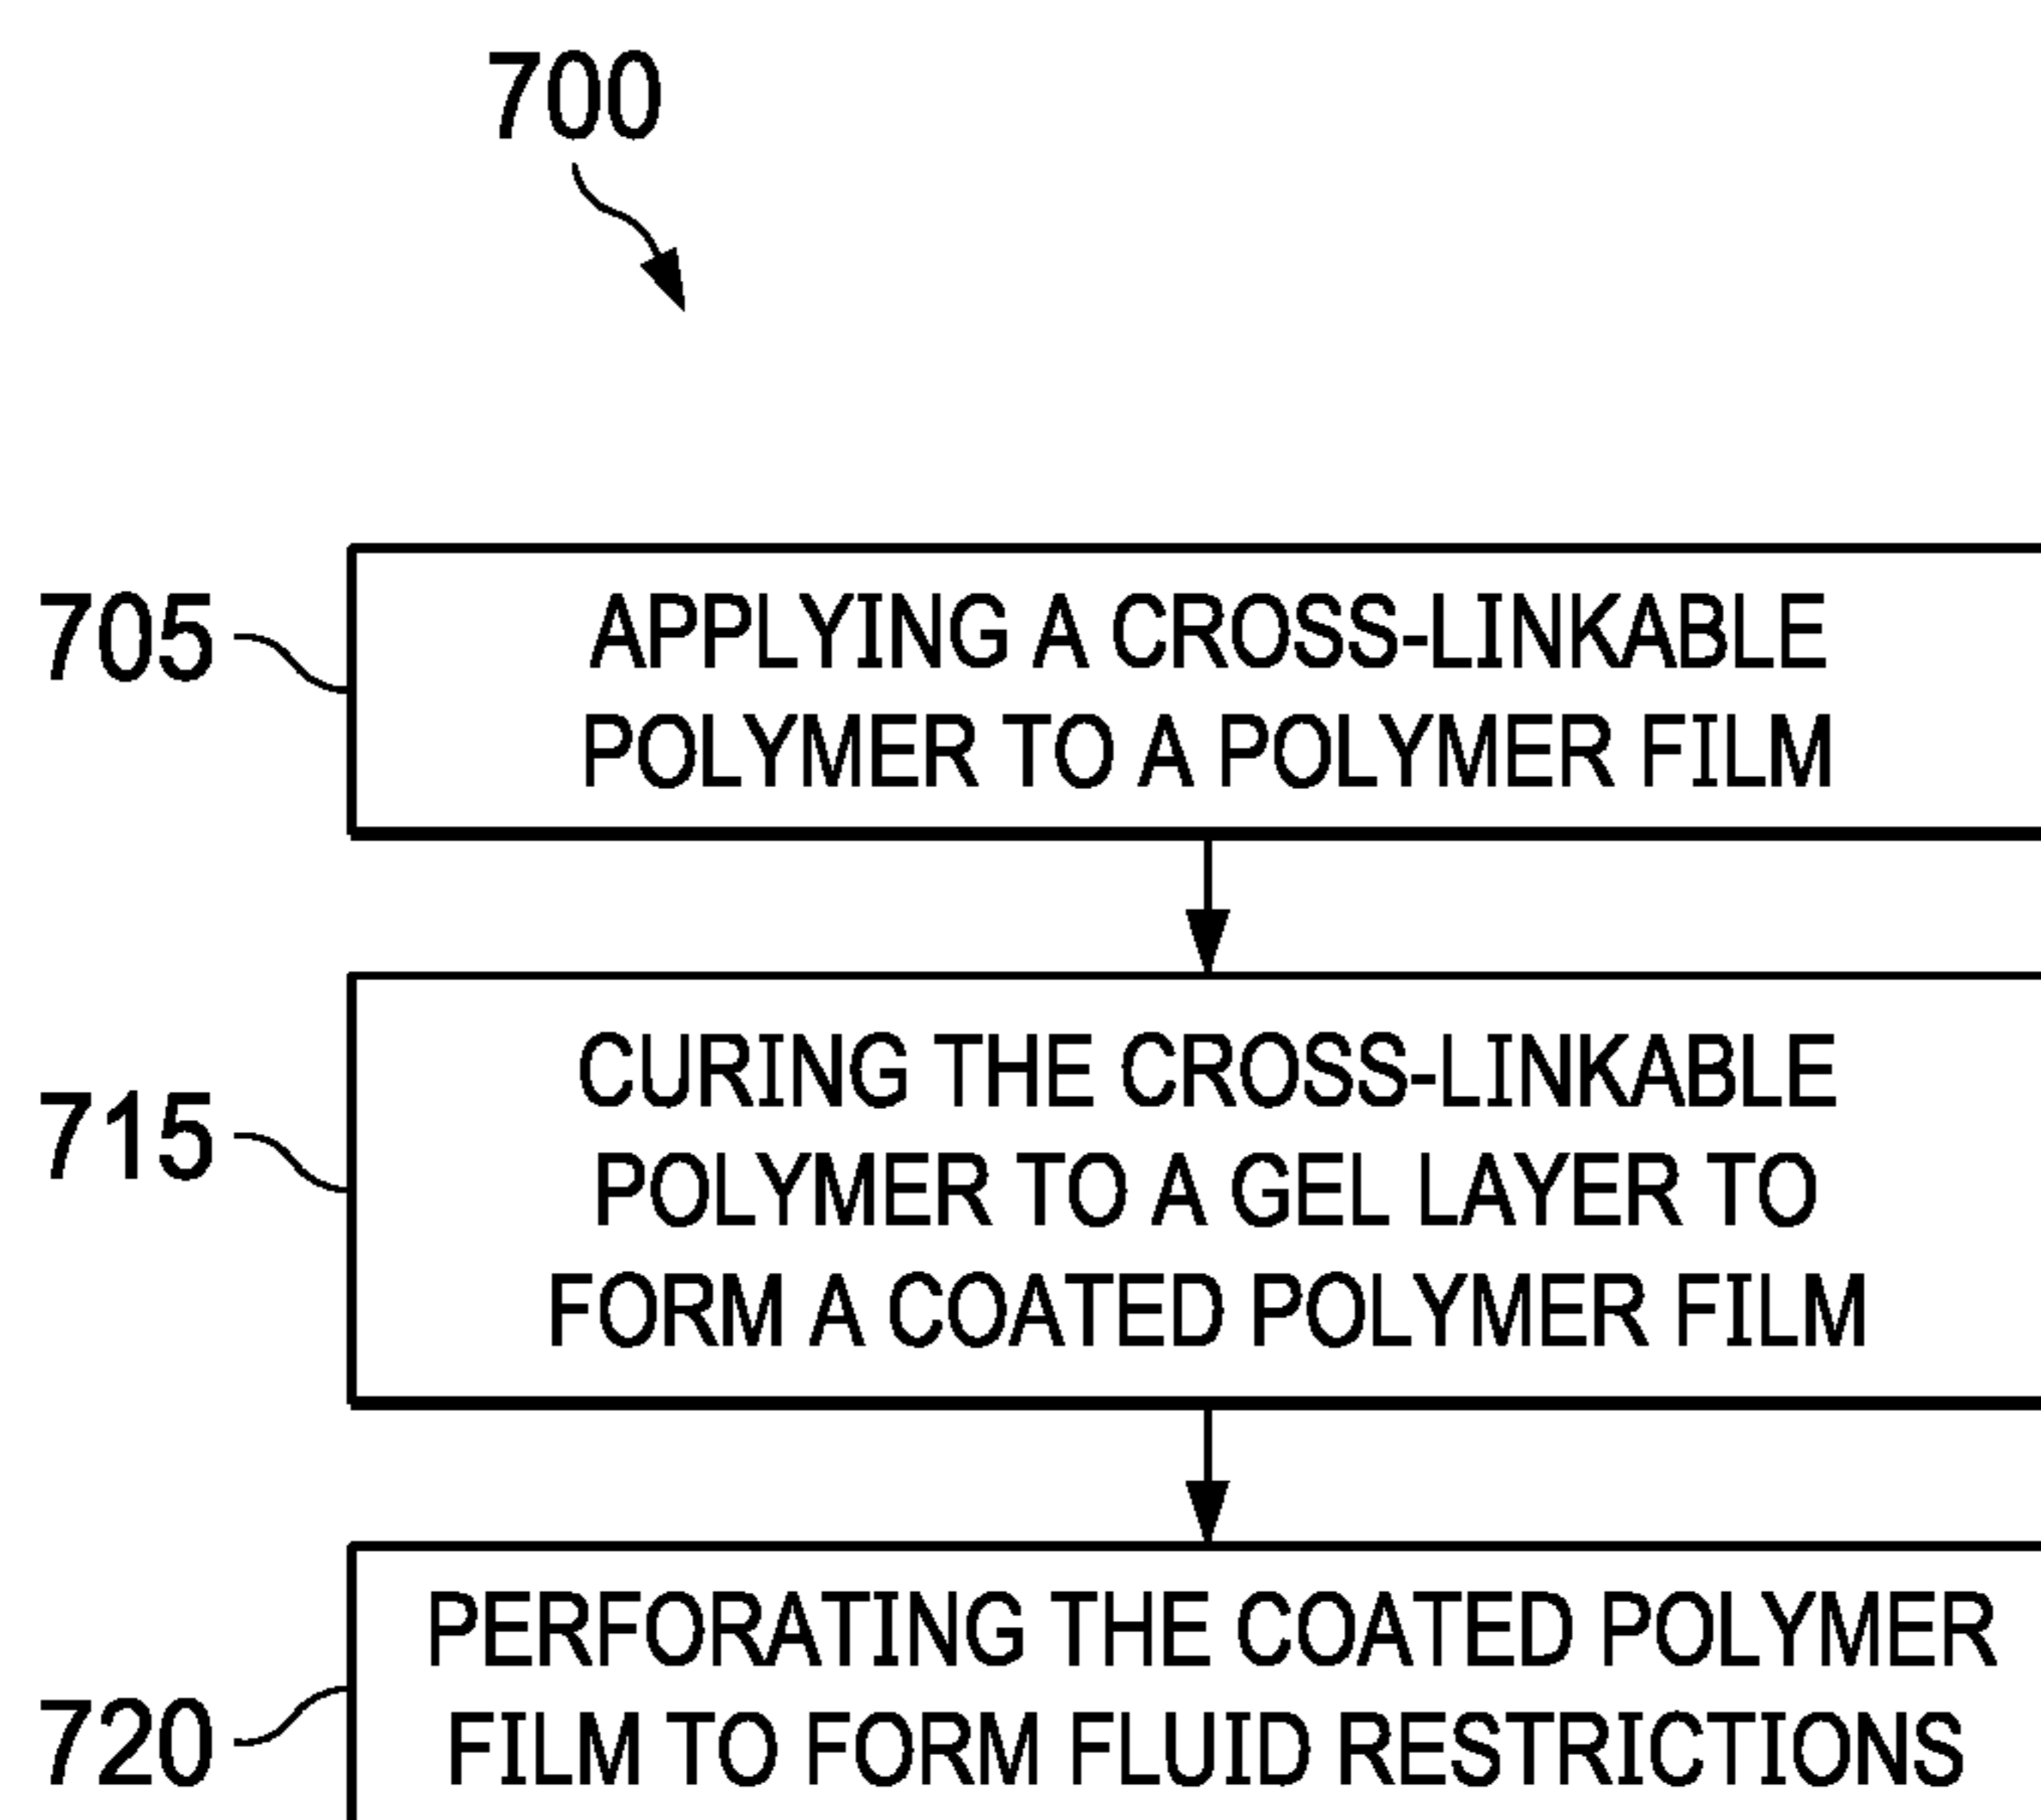 700
705
APPLYING A CROSS-LINKABLE
POLYMER TO A POLYMER FILM
715
CURING THE CROSS-LINKABLE
POLYMER TO A GEL LAYER TO
FORM A COATED POLYMER FILM
720
PERFORATING THE COATED POLYMER
FILM TO FORM FLUID RESTRICTIONS